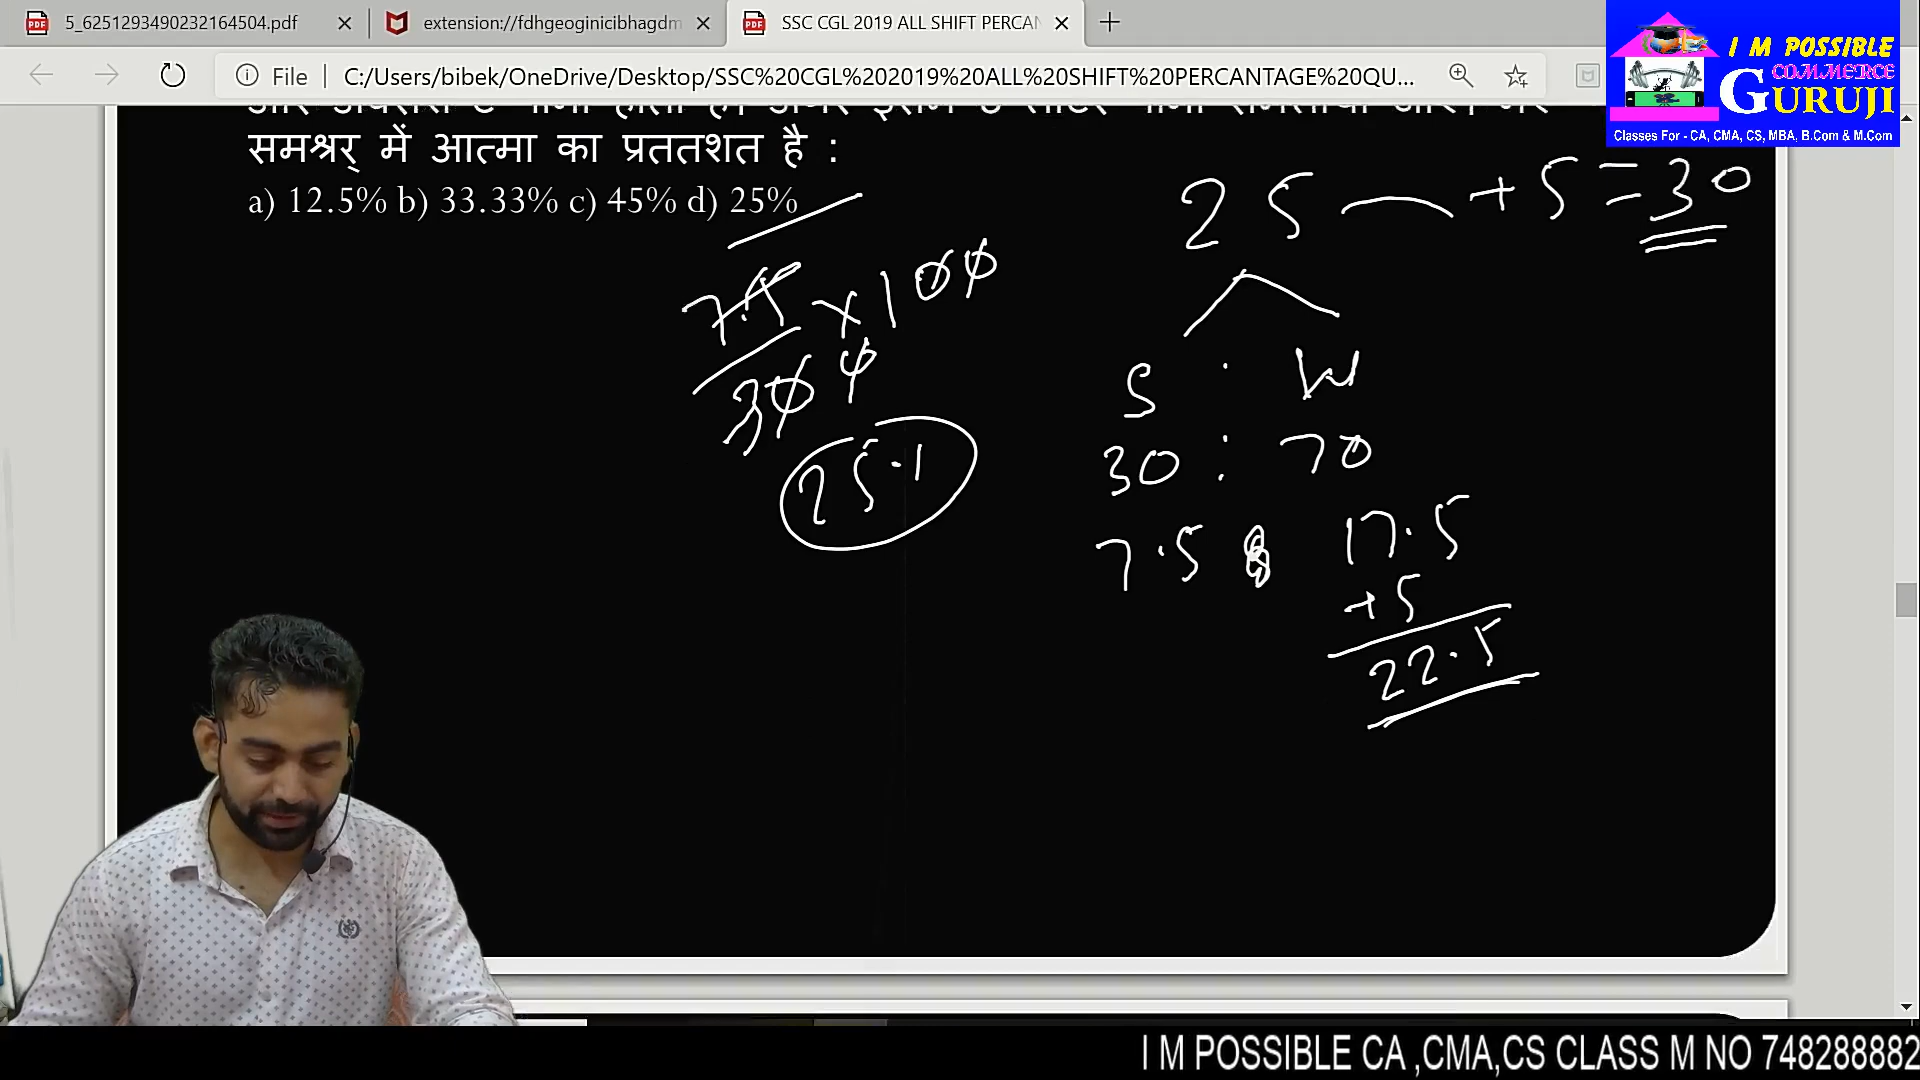 5_6251293490232164504.pdf
extension://fdhgeoginicibhagdm
SSC CGL 2019 ALL SHIFT PERCAN
File
C:/Users/bibek/OneDrive/Desktop/SSC%20CGL%202019%20ALL%20SHIFT%20PERCANTAGE%20QU...
I M POSSIBLE
COMMERCE
GURUJI
Classes For - CA, CMA, CS, MBA, B.Com & M.Com
समश्रर् में आत्मा का प्रततशत है :
a) 12.5% b) 33.33% c) 45% d) 25%
25 — +5 = 30
7.5 x 100
30 4
25
S : W
30 : 70
7.5 17.5
+5
22.5
I M POSSIBLE CA ,CMA,CS CLASS M NO 748288882